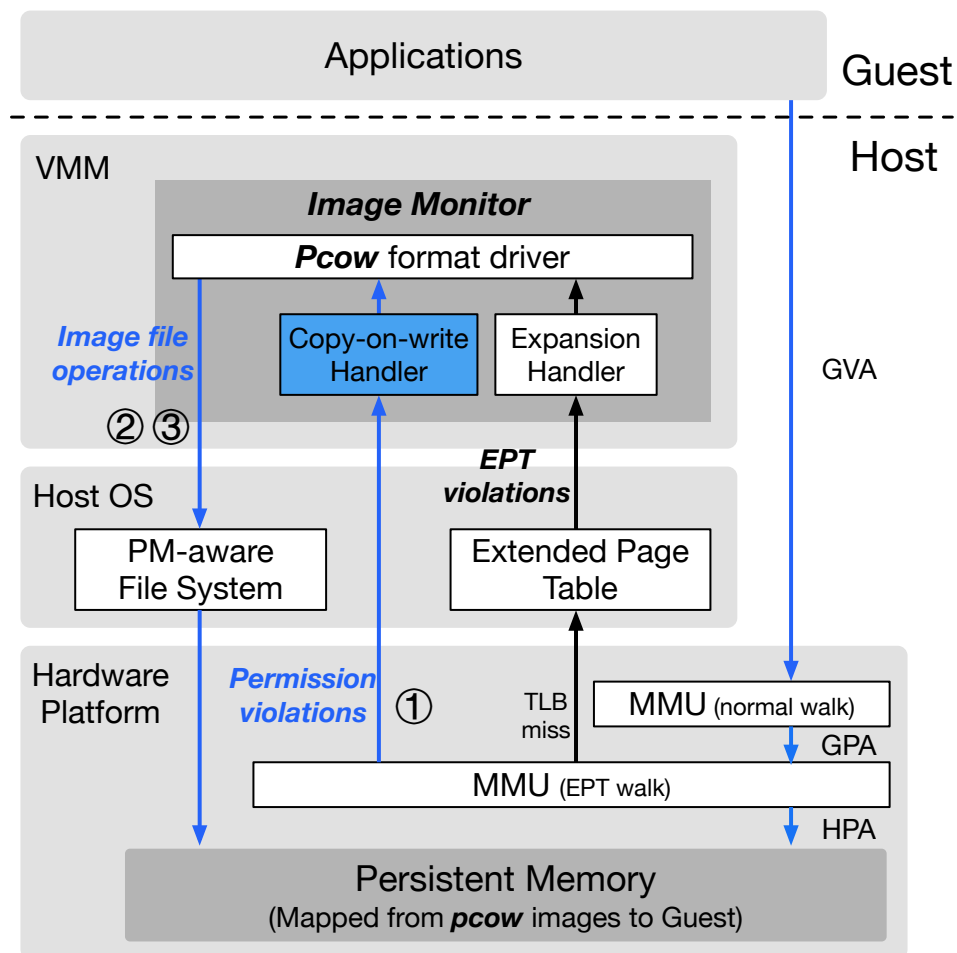 Applications
Guest
Host
VMM
Image Monitor
Pcow format driver
Image file
operations
Copy-on-write
Handler
Expansion
Handler
GVA
② ③
EPT
violations
Host OS
PM-aware
File System
Extended Page
Table
Hardware
Platform
Permission
violations
①
TLB
miss
MMU (normal walk)
GPA
MMU (EPT walk)
HPA
Persistent Memory
(Mapped from pcow images to Guest)